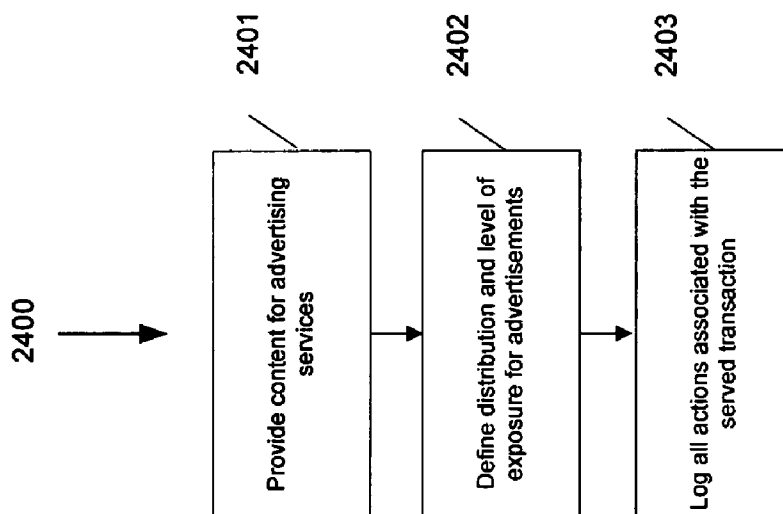 2400
2401
Provide content for advertising
services
2402
Define distribution and level of
exposure for advertisements
2403
Log all actions associated with the
served transaction